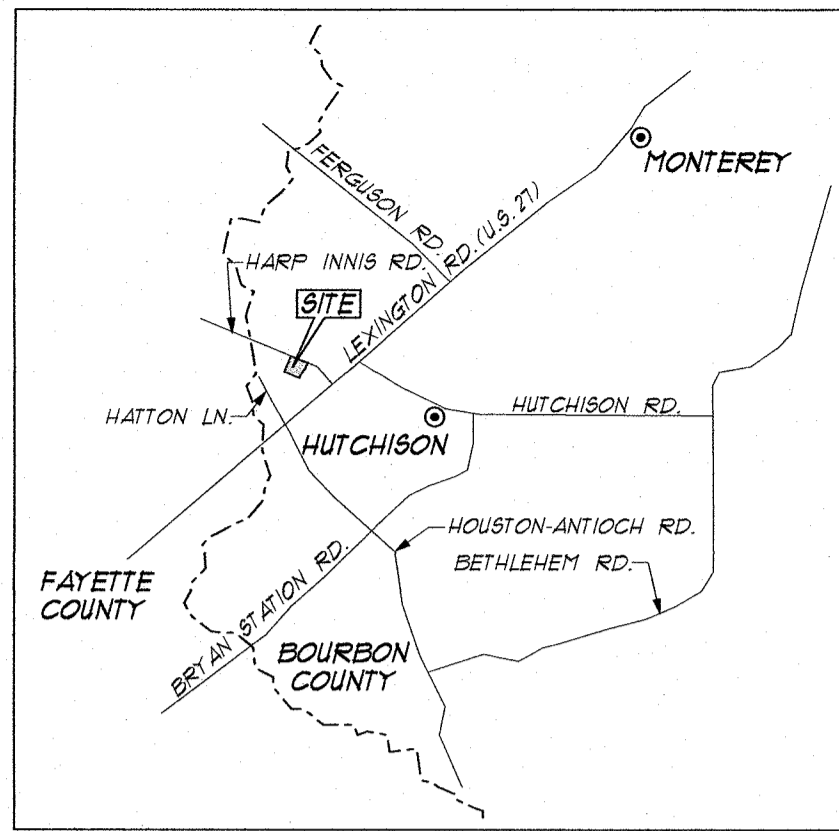 MONTEREY
FERGUSON RD.
LEXINGTON RD. (U.S. 27)
HARP INNIS RD.
SITE
HATTON LN.
HUTCHISON RD.
HUTCHISON
HOUSTON-ANTIOCH RD.
BETHLEHEM RD.
FAYETTE
COUNTY
BRYAN STATION RD.
BOURBON
COUNTY